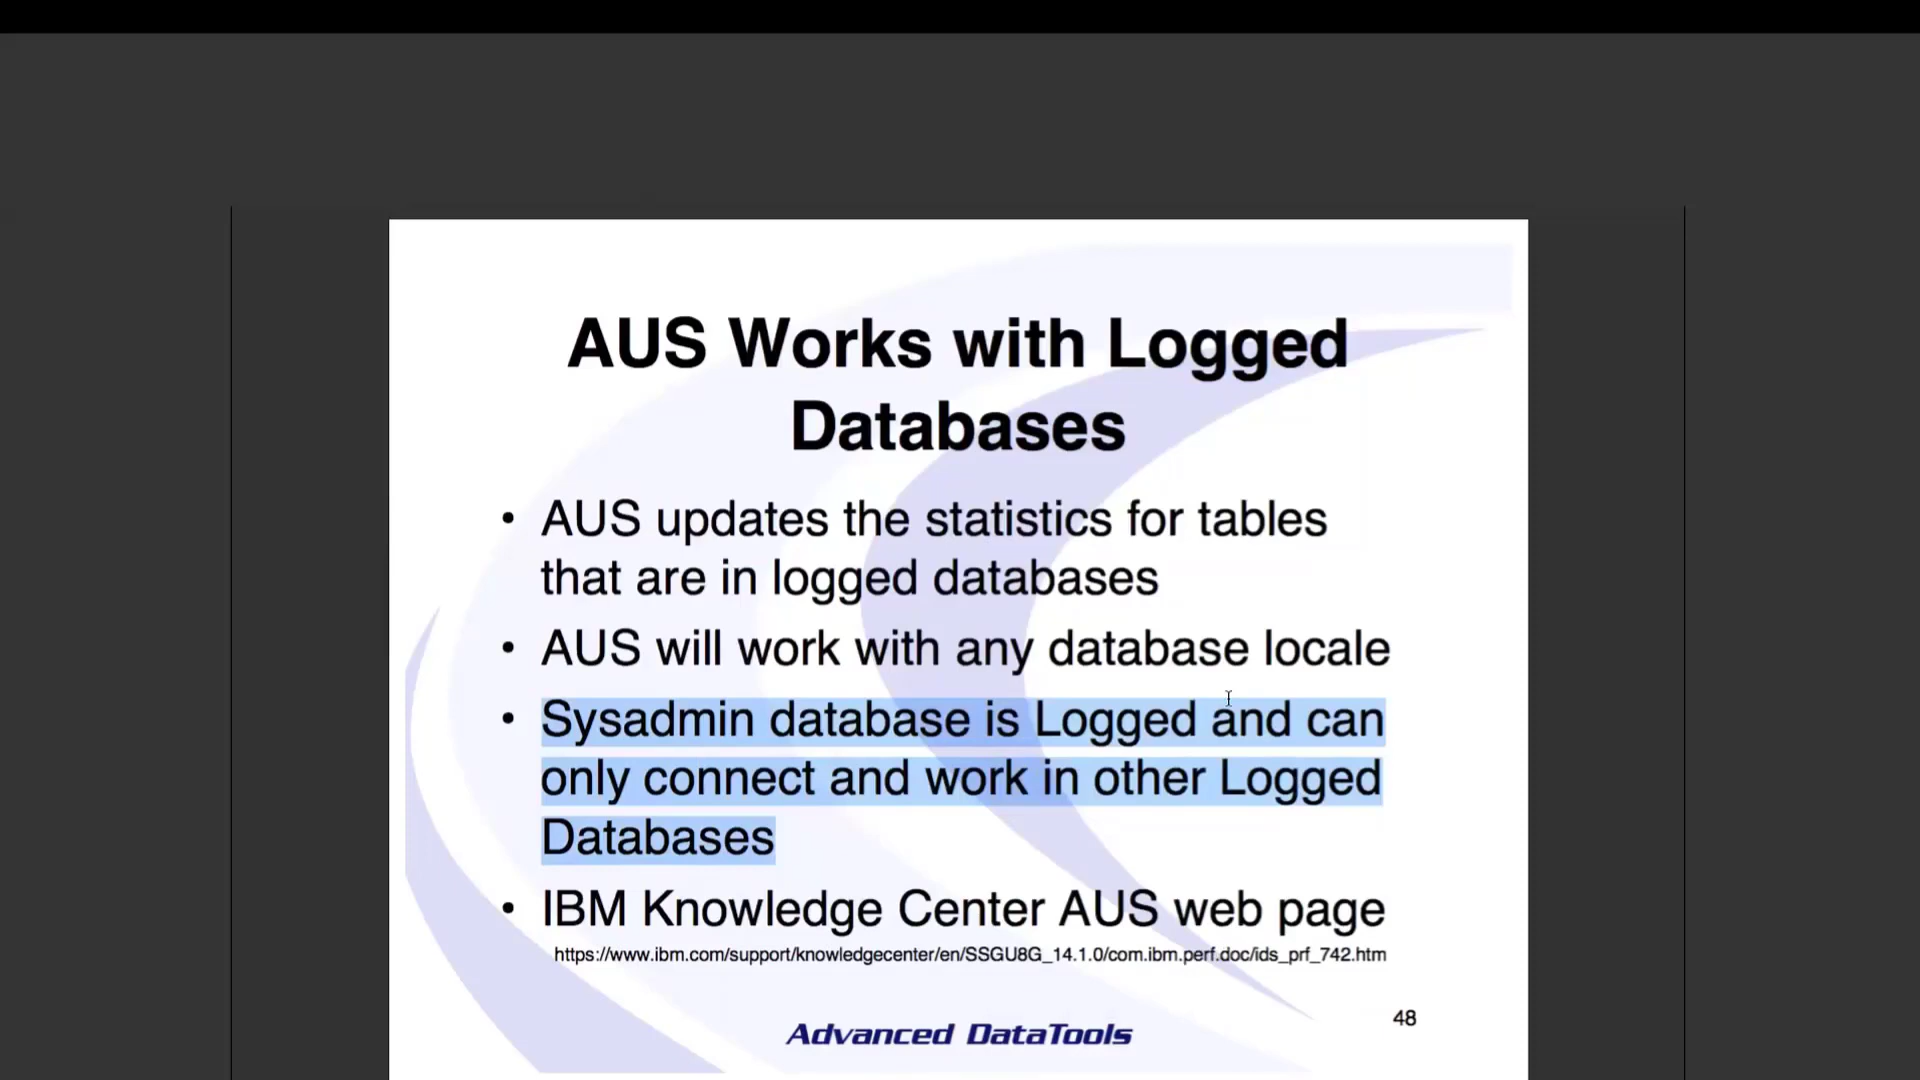 AUS Works with Logged
Databases
• AUS updates the statistics for tables
that are in logged databases
• AUS will work with any database locale
• Sysadmin database is Logged and can
only connect and work in other Logged
Databases
• IBM Knowledge Center AUS web page
https://www.ibm.com/support/knowledgecenter/en/SSGU8G_14.1.0/com.ibm.perf.doc/ids_prf_742.htm
48
Advanced DataTools